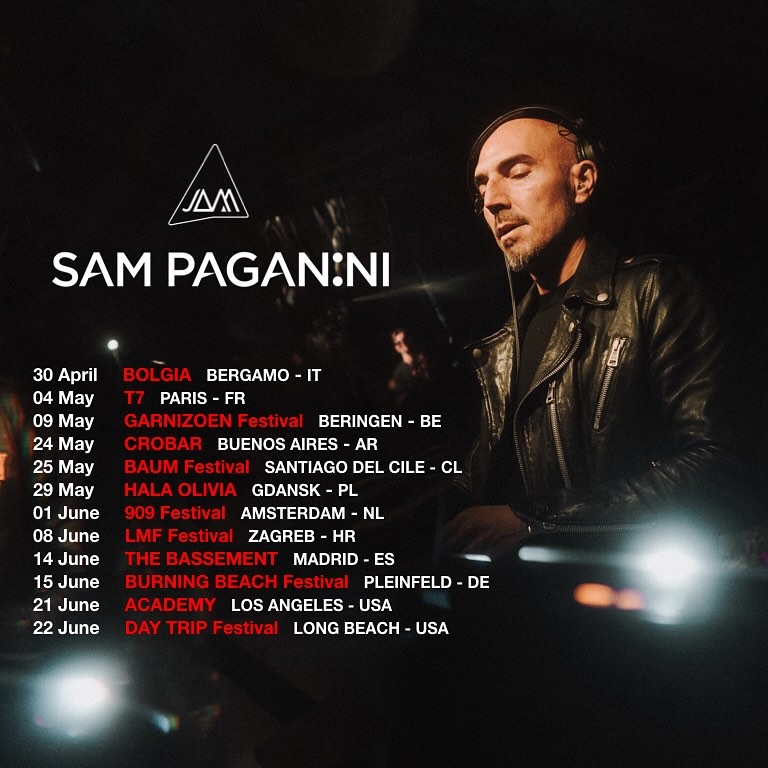 JAM
SAM PAGANINI
30 April BOLGIA BERGAMO - IT
04 May T7 PARIS - FR
09 May GARNIZOEN Festival BERINGEN - BE
24 May CROBAR BUENOS AIRES - AR
25 May BAUM Festival SANTIAGO DEL CILE - CL
29 May HALA OLIVIA GDANSK - PL
01 June 909 Festival AMSTERDAM - NL
08 June LMF Festival ZAGREB - HR
14 June THE BASSEMENT MADRID - ES
15 June BURNING BEACH Festival PLEINFELD - DE
21 June ACADEMY LOS ANGELES - USA
22 June DAY TRIP Festival LONG BEACH - USA